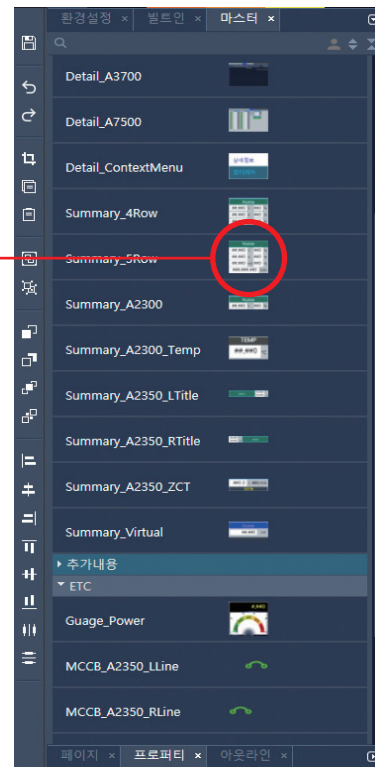 환경설정 × 빌트인 × 마스터 ×
Detail_A3700
Detail_A7500
Detail_ContextMenu
Summary_4Row
Summary_5Row
Summary_A2300
Summary_A2300_Temp
TEMP
Summary_A2350_LTitle
Summary_A2350_RTitle
Summary_A2350_ZCT
Summary_Virtual
추가내용
ETC
Guage_Power
MCCB_A2350_LLine
MCCB_A2350_RLine
페이지 × 프로퍼티 × 아웃라인 ×